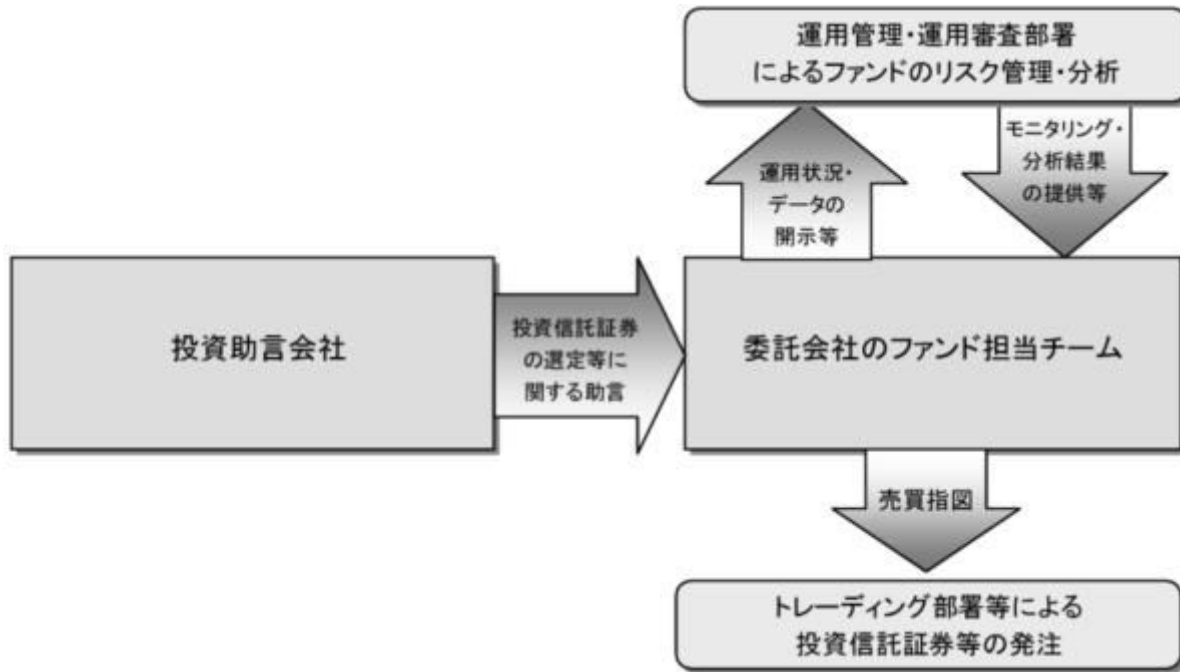 運用管理・運用審査部署
によるファンドのリスク管理・分析
運用状況・
データの
開示等
モニタリング・
分析結果
の提供等
投資助言会社
投資信託証券
の選定等に
関する助言
委託会社のファンド担当チーム
売買指図
トレーディング部署等による
投資信託証券等の発注